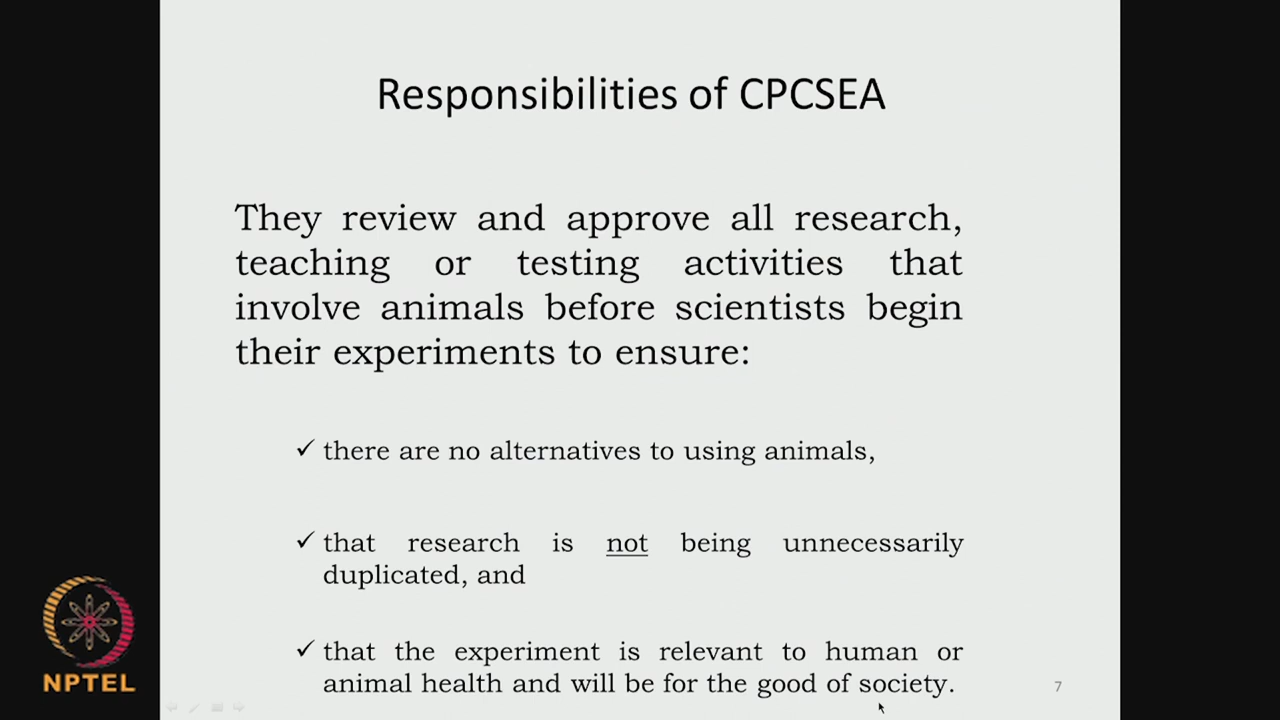 Responsibilities of CPCSEA
They review and approve all research,
teaching or testing activities that
involve animals before scientists begin
their experiments to ensure:
✓ there are no alternatives to using animals,
✓ that research is not being unnecessarily
duplicated, and
✓ that the experiment is relevant to human or
animal health and will be for the good of society.
7
NPTEL